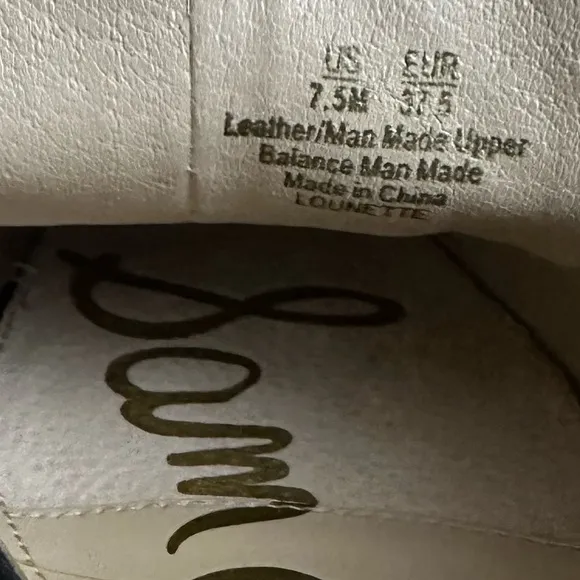 US EUR
7.5M 37.5
Leather/Man Made Upper
Balance Man Made
Made in China
LOUNETTE
Sam